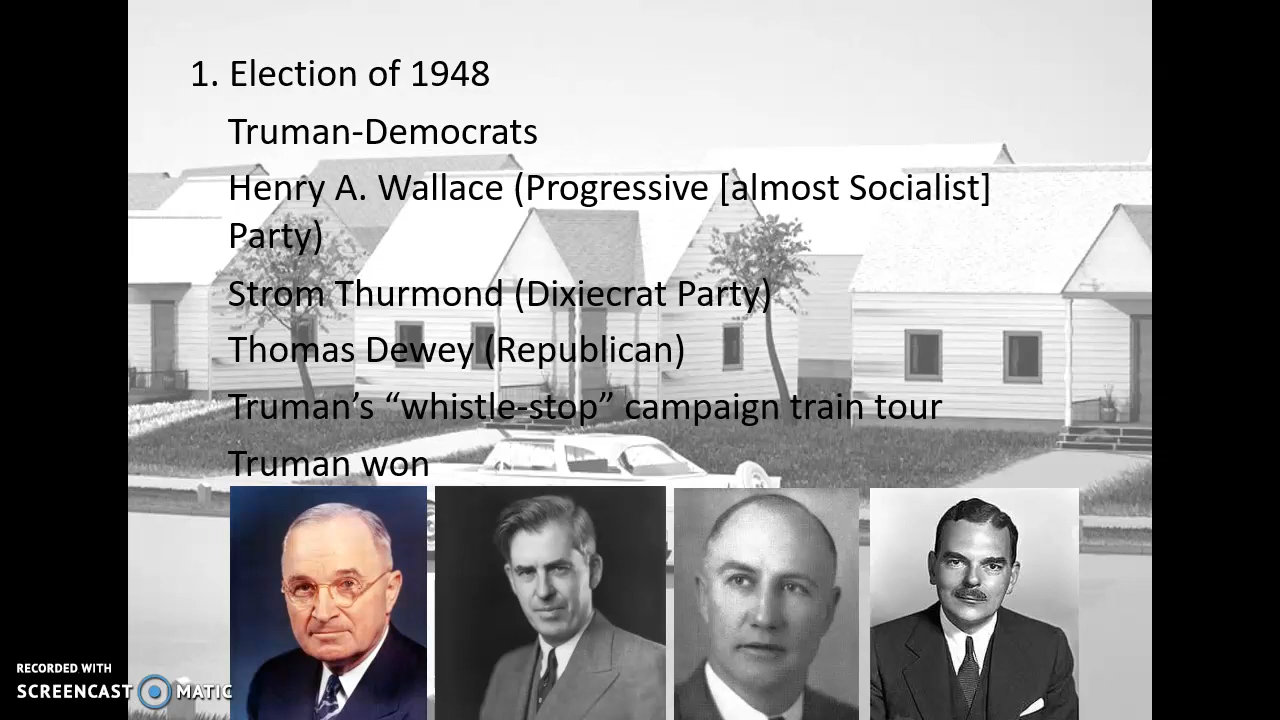 1. Election of 1948
Truman-Democrats
Henry A. Wallace (Progressive [almost Socialist]
Party)
Strom Thurmond (Dixiecrat Party)
Thomas Dewey (Republican)
Truman’s “whistle-stop” campaign train tour
Truman won
RECORDED WITH
SCREENCAST MATIC